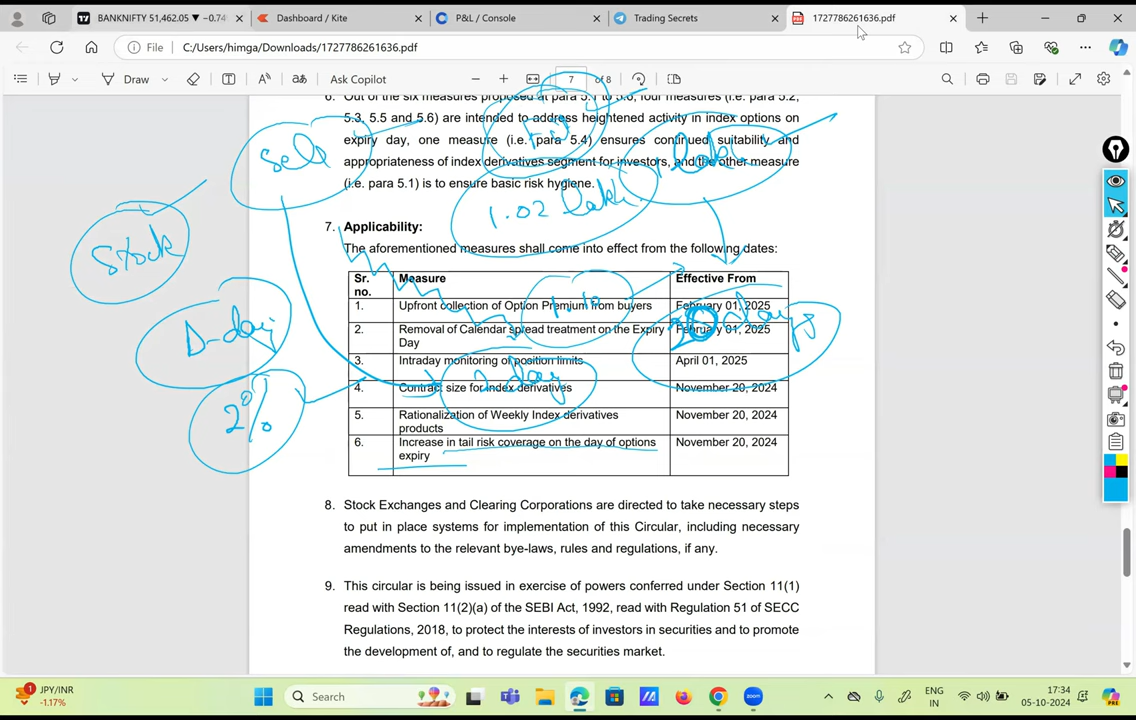 BANKNIFTY 51,462.05 ▼ -0.74
Dashboard / Kite
P&L / Console
Trading Secrets
1727786261636.pdf
File
C:/Users/himga/Downloads/1727786261636.pdf
Draw
Ask Copilot
7 of 8
6. Out of the six measures proposed at para 5.1 to 5.6, four measures (i.e. para 5.2,
5.3, 5.5 and 5.6) are intended to address heightened activity in index options on
expiry day, one measure (i.e. para 5.4) ensures continued suitability and
appropriateness of index derivatives segment for investors, and the other measure
(i.e. para 5.1) is to ensure basic risk hygiene.
Sell
1 lakh
1.02 lakh
Stock
7. Applicability:
The aforementioned measures shall come into effect from the following dates:
Sr. no. Measure Effective From
1. Upfront collection of Option Premium from buyers February 01, 2025
2. Removal of Calendar spread treatment on the Expiry Day February 01, 2025
3. Intraday monitoring of position limits April 01, 2025
4. Contract size for index derivatives November 20, 2024
5. Rationalization of Weekly Index derivatives products November 20, 2024
6. Increase in tail risk coverage on the day of options expiry November 20, 2024
1.10
days
D-day
day
2%
8. Stock Exchanges and Clearing Corporations are directed to take necessary steps
to put in place systems for implementation of this Circular, including necessary
amendments to the relevant bye-laws, rules and regulations, if any.
9. This circular is being issued in exercise of powers conferred under Section 11(1)
read with Section 11(2)(a) of the SEBI Act, 1992, read with Regulation 51 of SECC
Regulations, 2018, to protect the interests of investors in securities and to promote
the development of, and to regulate the securities market.
1
JPY/INR
-1.17%
Search
zoom
ENG
IN
17:34
05-10-2024
PRE